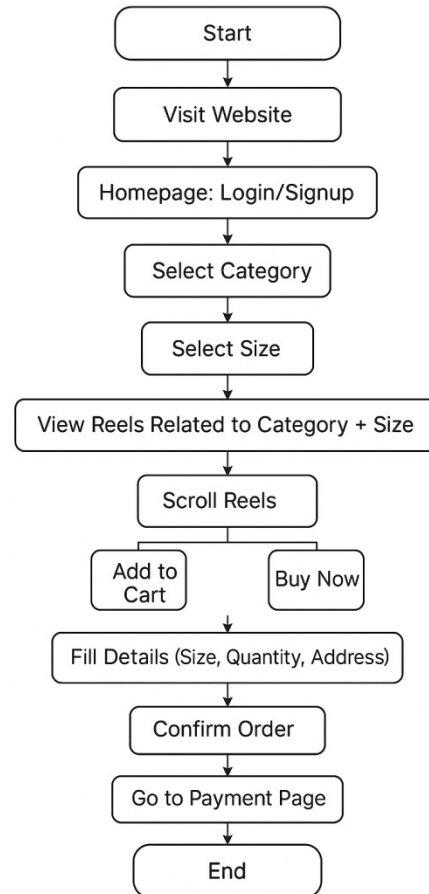 Start
Visit Website
Homepage: Login/Signup
Select Category
Select Size
View Reels Related to Category + Size
Scroll Reels
Add to
Cart
Buy Now
Fill Details (Size, Quantity, Address)
Confirm Order
Go to Payment Page
End